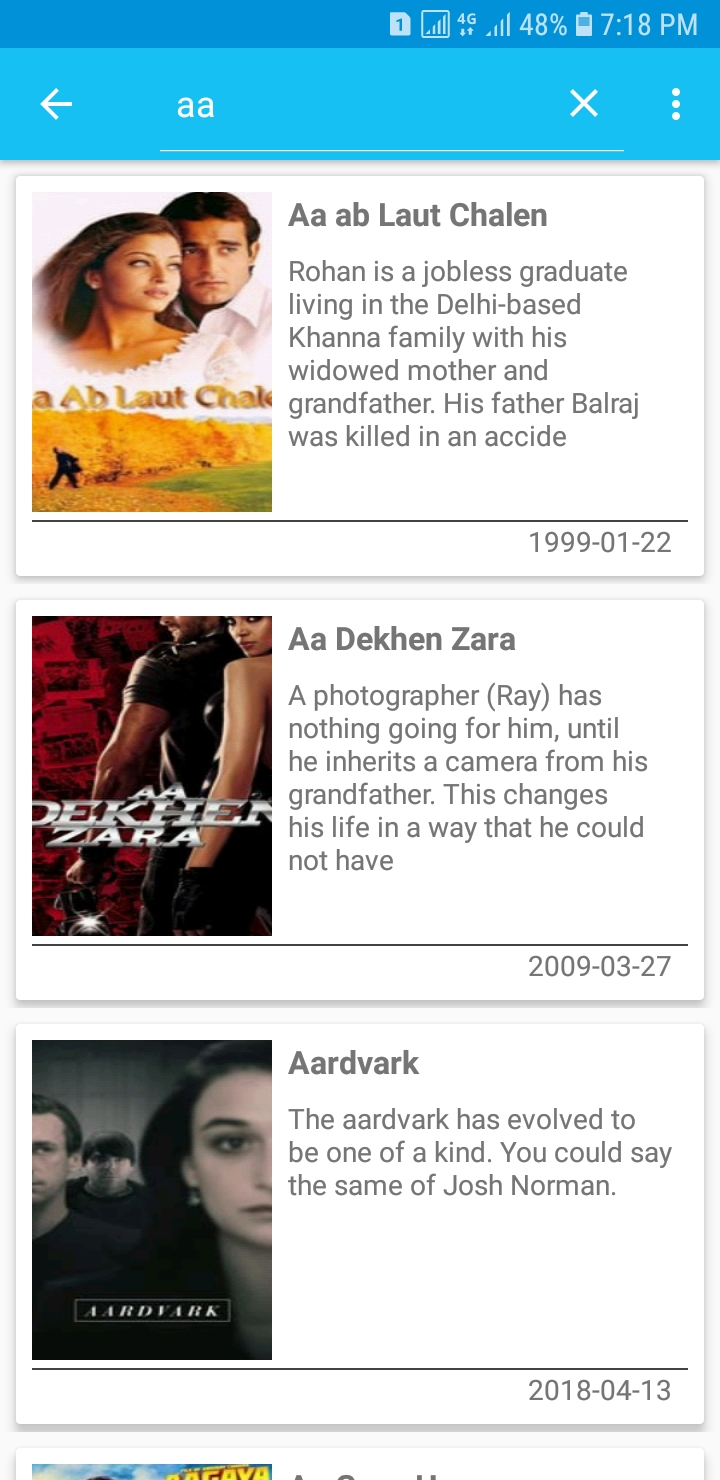 1 4G 48% 7:18 PM
aa
Aa ab Laut Chalen
Rohan is a jobless graduate
living in the Delhi-based
Khanna family with his
widowed mother and
grandfather. His father Balraj
was killed in an accide
a Ab Laut Chale
1999-01-22
Aa Dekhen Zara
A photographer (Ray) has
nothing going for him, until
he inherits a camera from his
grandfather. This changes
his life in a way that he could
not have
AA
DEKHEN
ZARA
2009-03-27
Aardvark
The aardvark has evolved to
be one of a kind. You could say
the same of Josh Norman.
AARDVARK
2018-04-13